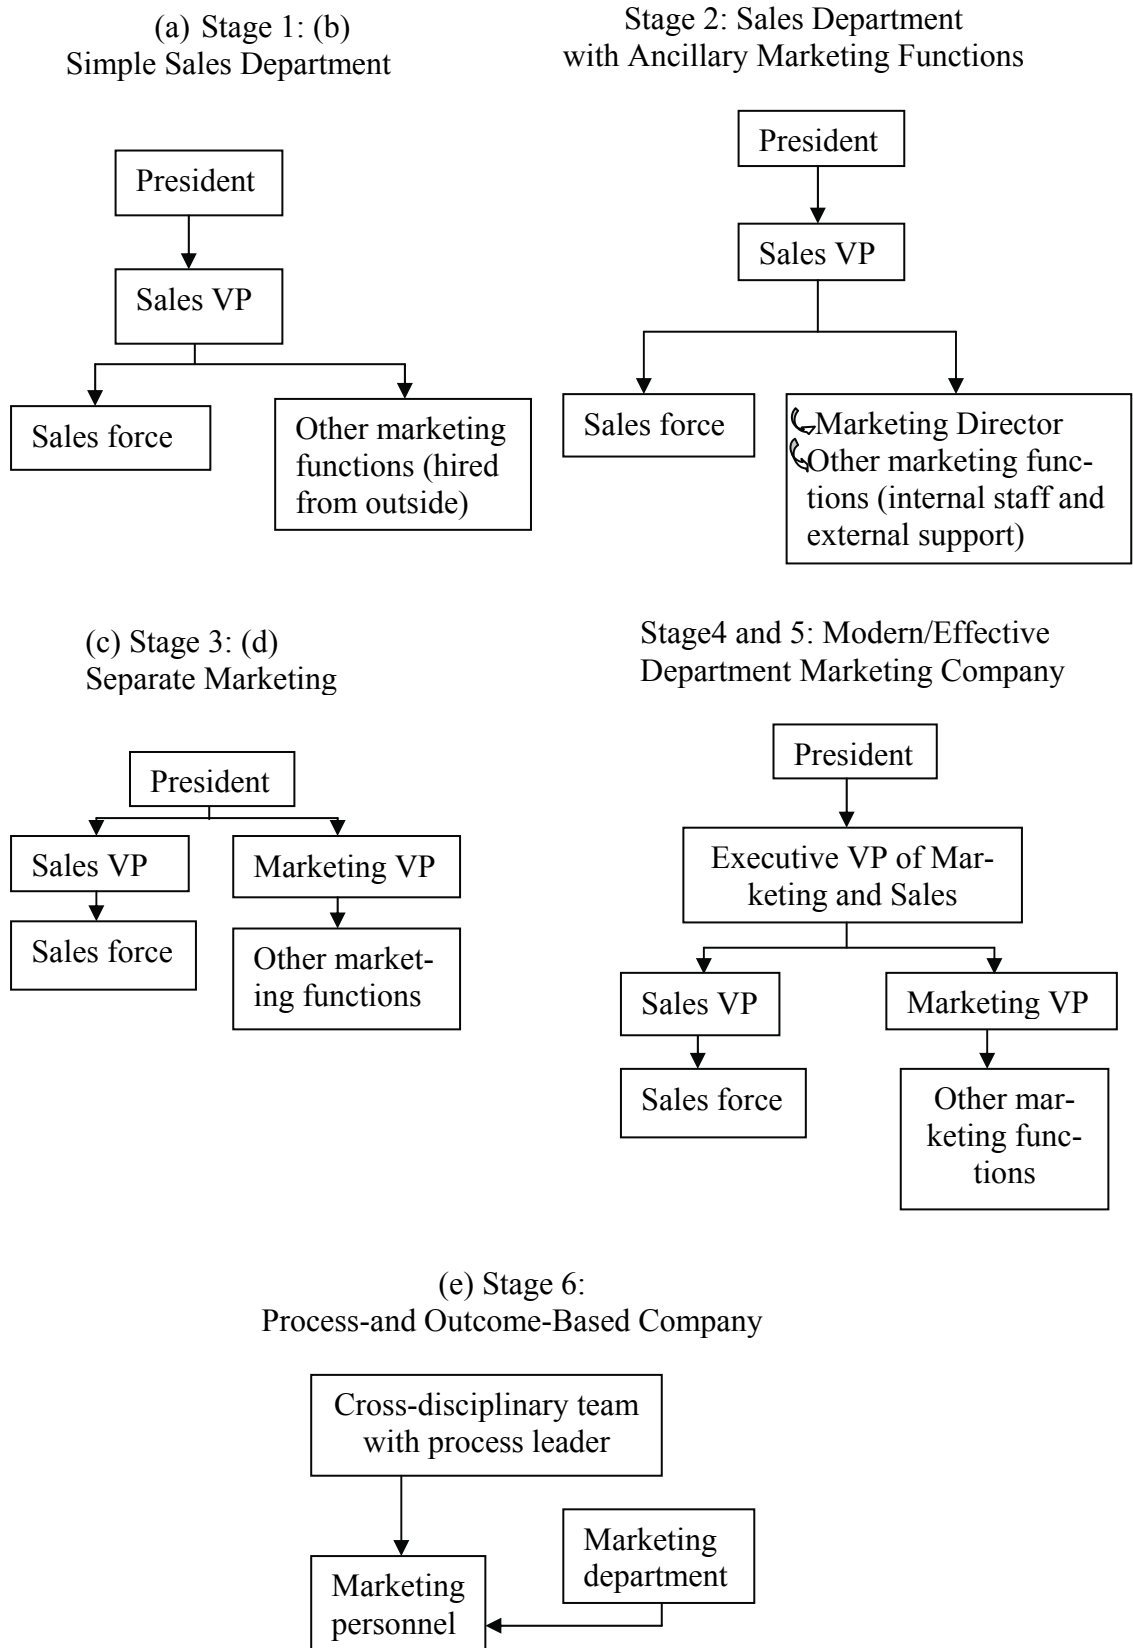 (a) Stage 1: (b)
Simple Sales Department
President
Sales VP
Sales force
Other marketing
functions (hired
from outside)
Stage 2: Sales Department
with Ancillary Marketing Functions
President
Sales VP
Sales force
Marketing Director
Other marketing func-
tions (internal staff and
external support)
(c) Stage 3: (d)
Separate Marketing
President
Sales VP
Marketing VP
Sales force
Other market-
ing functions
Stage4 and 5: Modern/Effective
Department Marketing Company
President
Executive VP of Mar-
keting and Sales
Sales VP
Marketing VP
Sales force
Other mar-
keting func-
tions
(e) Stage 6:
Process-and Outcome-Based Company
Cross-disciplinary team
with process leader
Marketing
department
Marketing
personnel